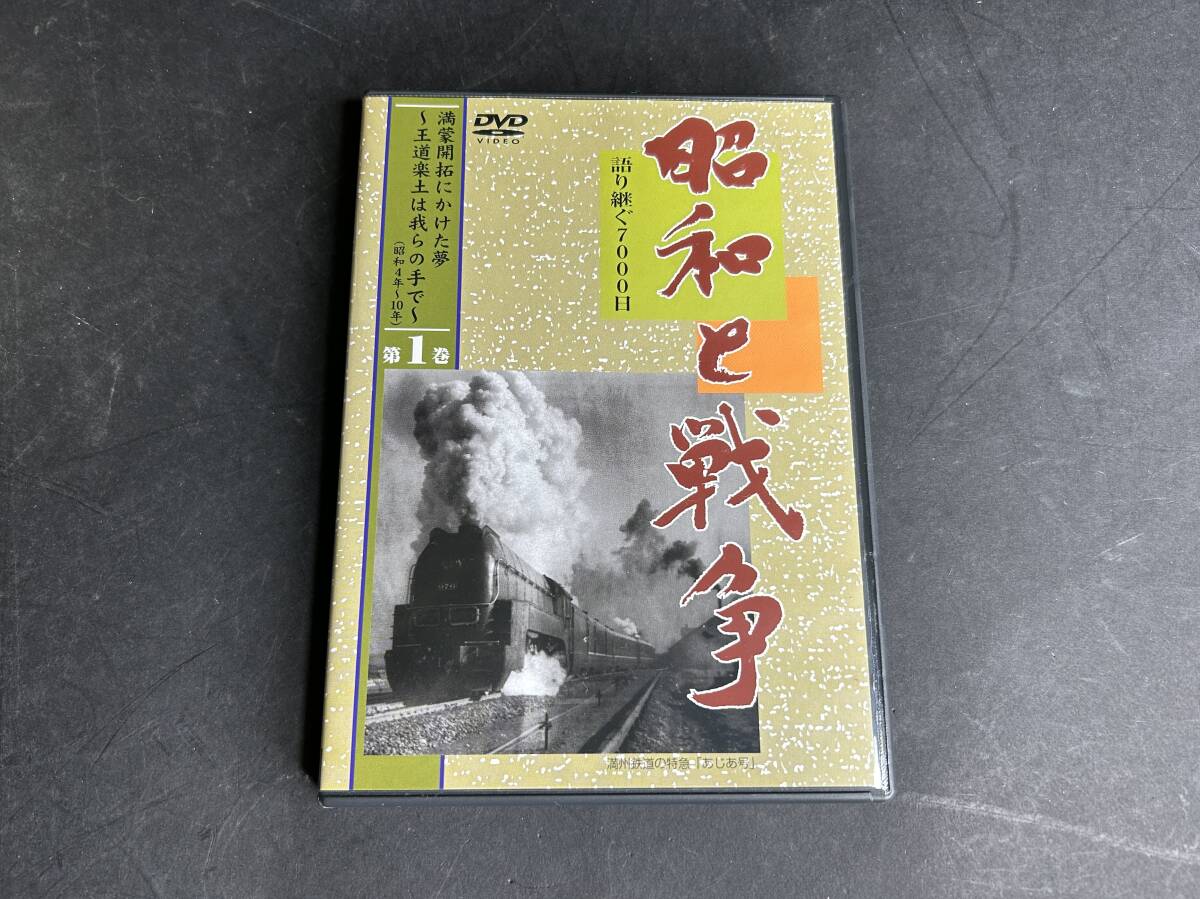 昭和と戦争
語り継ぐ7000日
DVD
VIDEO
満蒙開拓にかけた夢
～王道楽土は我らの手で～
（昭和4年～10年）
第1巻
満州鉄道の特急「あじあ号」